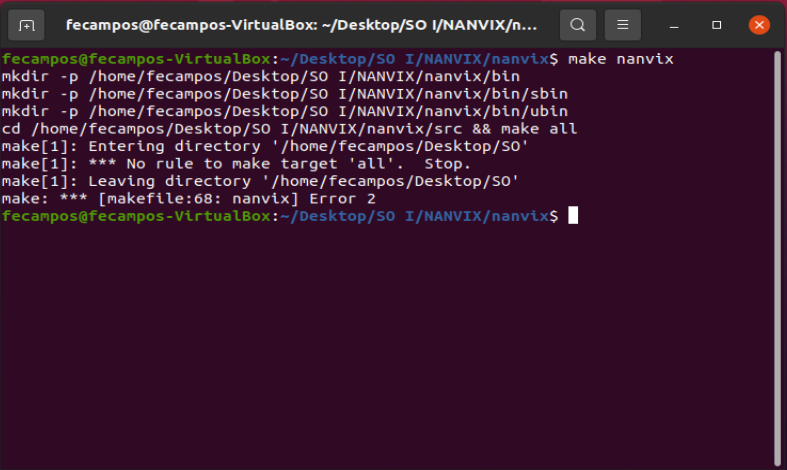 fecampos@fecampos-VirtualBox: ~/Desktop/SO I/NANVIX/n...
fecampos@fecampos-VirtualBox:~/Desktop/SO I/NANVIX/nanvix$ make nanvix
mkdir -p /home/fecampos/Desktop/SO I/NANVIX/nanvix/bin
mkdir -p /home/fecampos/Desktop/SO I/NANVIX/nanvix/bin/sbin
mkdir -p /home/fecampos/Desktop/SO I/NANVIX/nanvix/bin/ubin
cd /home/fecampos/Desktop/SO I/NANVIX/nanvix/src && make all
make[1]: Entering directory '/home/fecampos/Desktop/SO'
make[1]: *** No rule to make target 'all'.  Stop.
make[1]: Leaving directory '/home/fecampos/Desktop/SO'
make: *** [makefile:68: nanvix] Error 2
fecampos@fecampos-VirtualBox:~/Desktop/SO I/NANVIX/nanvix$